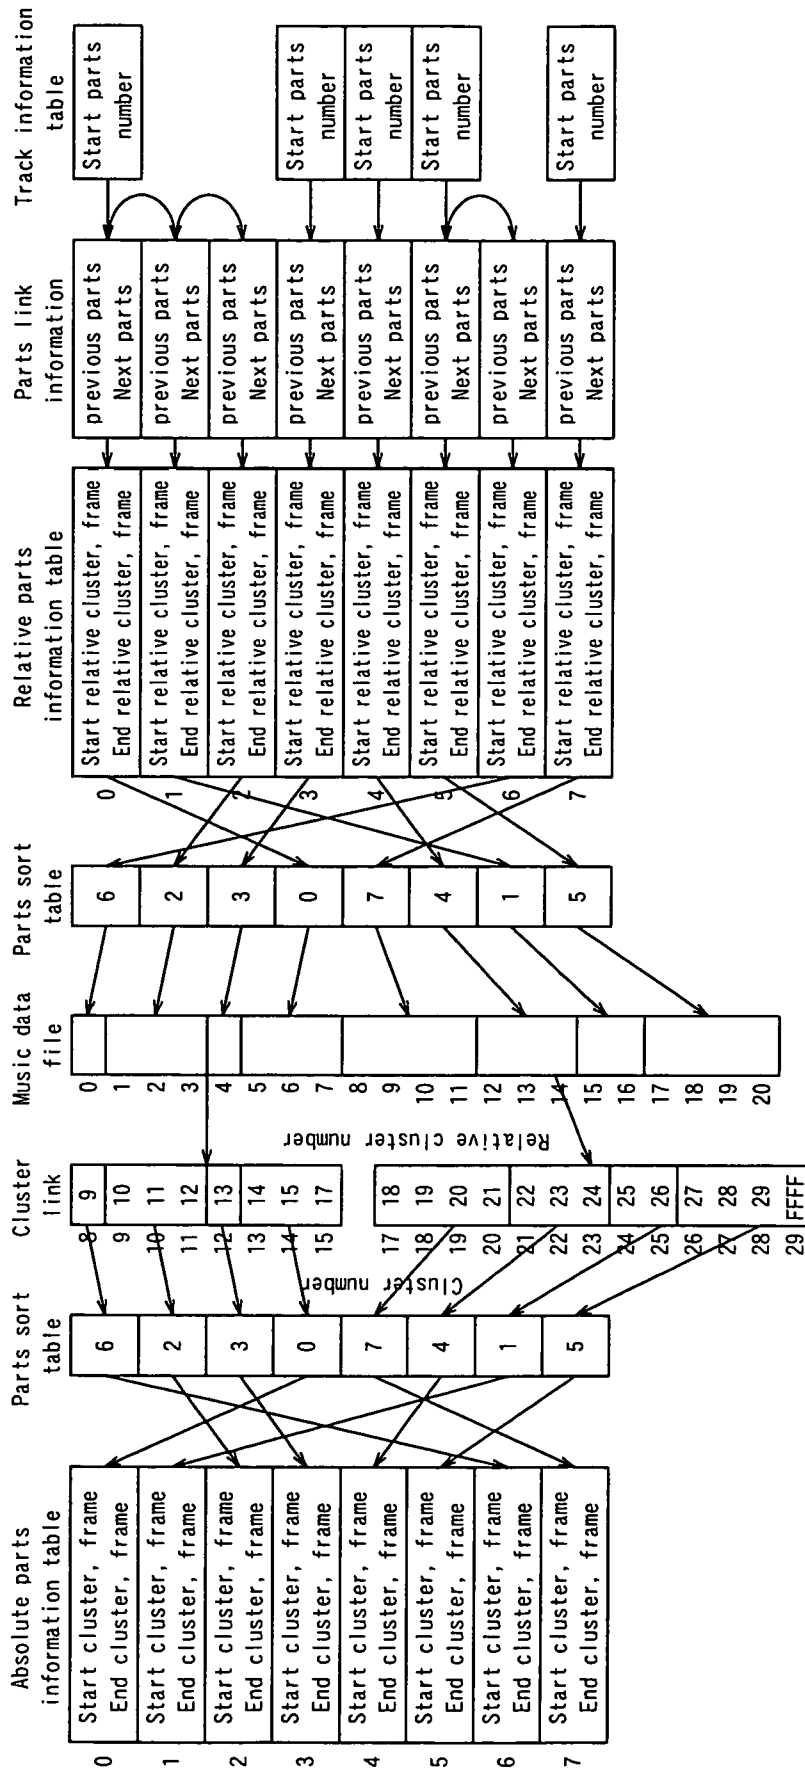 Absolute parts
information table
0
Start cluster, frame
End cluster, frame
1
Start cluster, frame
End cluster, frame
2
Start cluster, frame
End cluster, frame
3
Start cluster, frame
End cluster, frame
4
Start cluster, frame
End cluster, frame
5
Start cluster, frame
End cluster, frame
6
Start cluster, frame
End cluster, frame
7
Start cluster, frame
End cluster, frame
Parts sort
table
6
2
3
0
7
4
1
5
Cluster number
Cluster
link
8 9
9 10
10 11
11 12
12 13
13 14
14 15
15 17
17 18
18 19
19 20
20 21
21 22
22 23
23 24
24 25
25 26
26 27
27 28
28 29
29 FFFF
Relative cluster number
Music data
file
0
1
2
3
4
5
6
7
8
9
10
11
12
13
14
15
16
17
18
19
20
Parts sort
table
6
2
3
0
7
4
1
5
Relative parts
information table
0
Start relative cluster, frame
End relative cluster, frame
1
Start relative cluster, frame
End relative cluster, frame
2
Start relative cluster, frame
End relative cluster, frame
3
Start relative cluster, frame
End relative cluster, frame
4
Start relative cluster, frame
End relative cluster, frame
5
Start relative cluster, frame
End relative cluster, frame
6
Start relative cluster, frame
End relative cluster, frame
7
Start relative cluster, frame
End relative cluster, frame
Parts link
information
previous parts
Next parts
previous parts
Next parts
previous parts
Next parts
previous parts
Next parts
previous parts
Next parts
previous parts
Next parts
previous parts
Next parts
previous parts
Next parts
Track information
table
Start parts
number
Start parts
number
Start parts
number
Start parts
number
Start parts
number